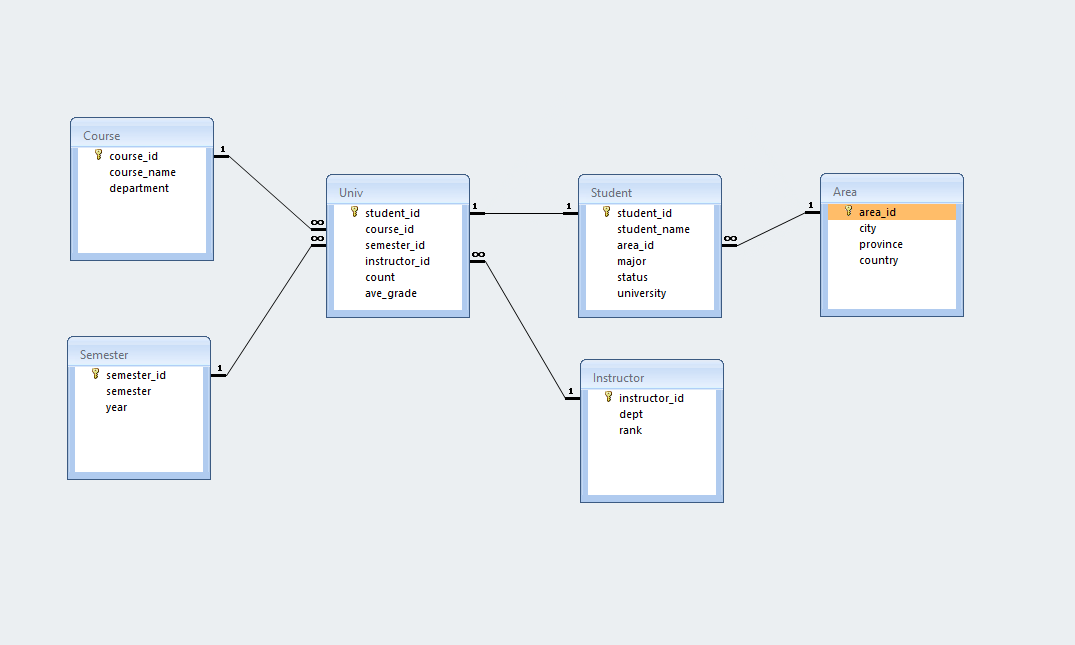 Course
course_id
course_name
department
1
∞
∞
Univ
student_id
course_id
semester_id
instructor_id
count
ave_grade
1
∞
1
Student
student_id
student_name
area_id
major
status
university
∞
1
Area
area_id
city
province
country
Semester
semester_id
semester
year
1
1
Instructor
instructor_id
dept
rank